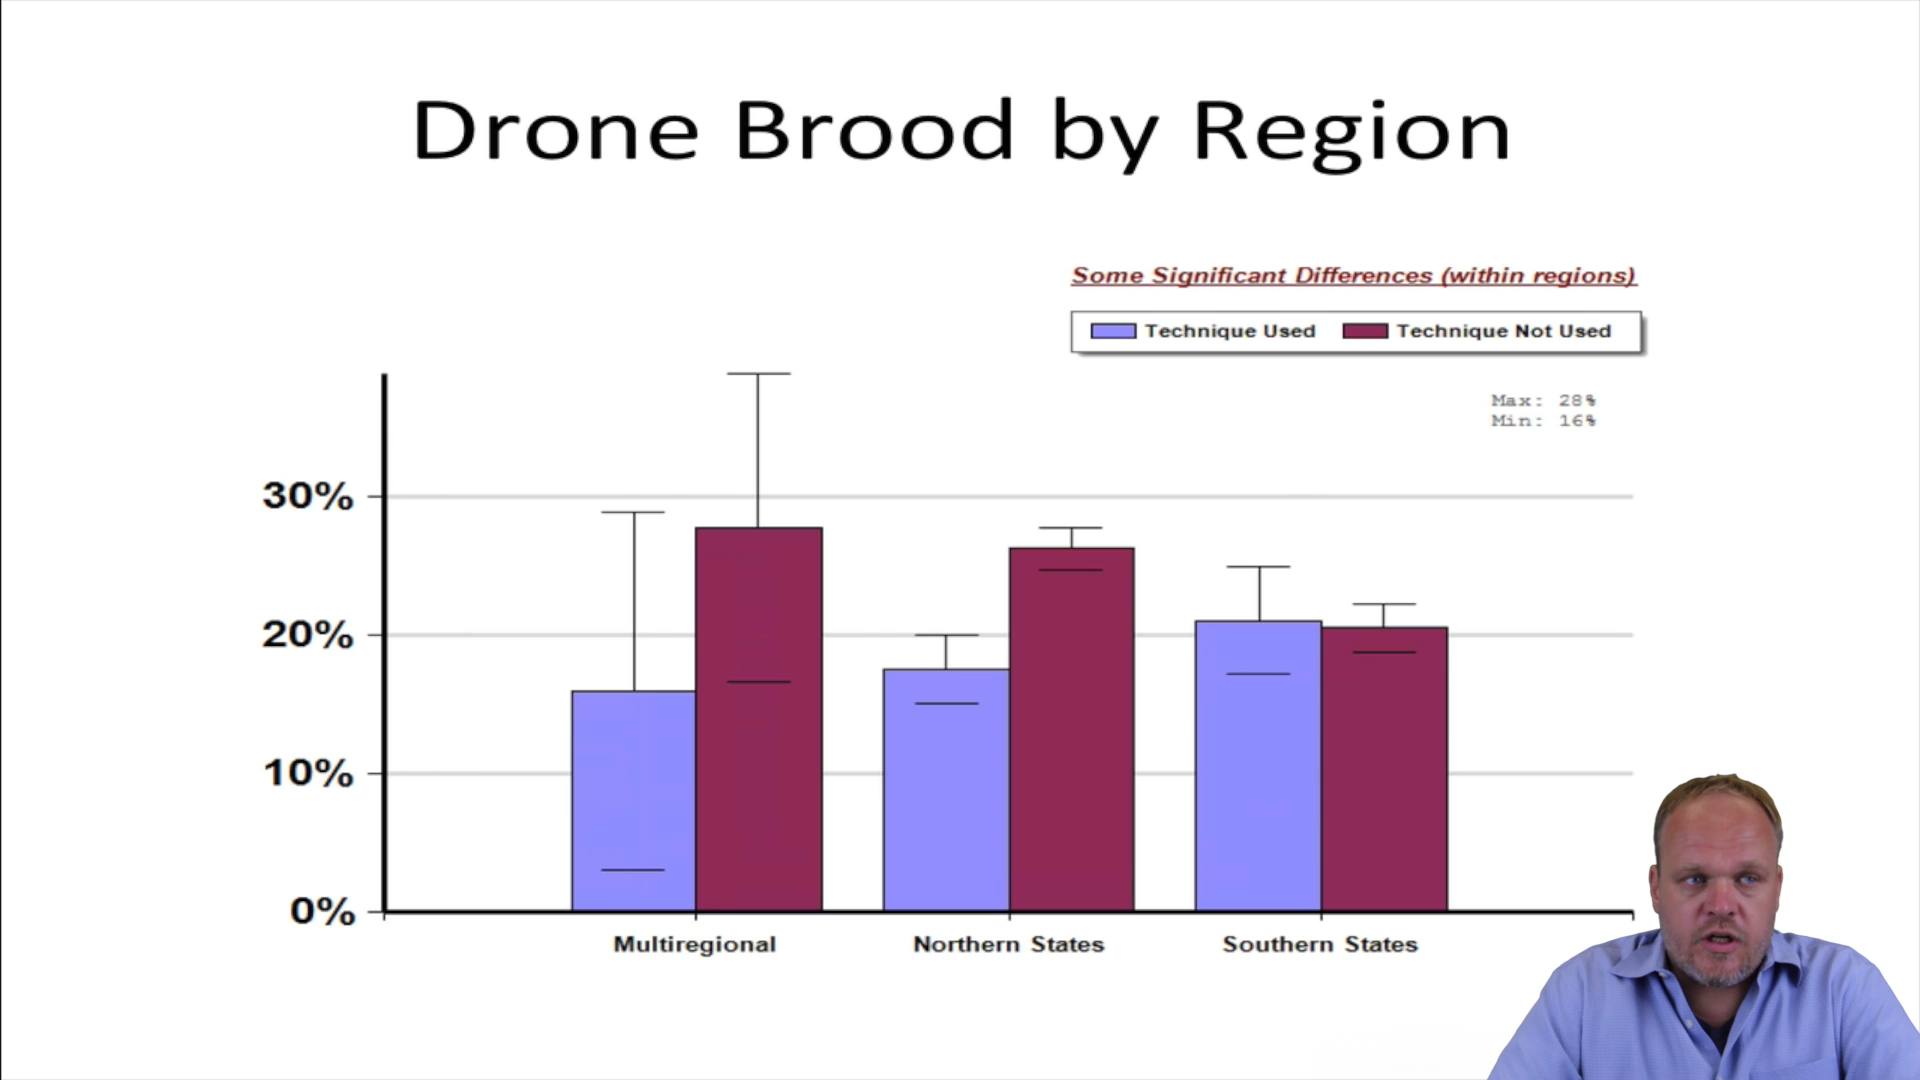 Drone Brood by Region
Some Significant Differences (within regions)
Technique Used Technique Not Used
Max: 28%
Min: 16%
30%
20%
10%
0%
Multiregional Northern States Southern States